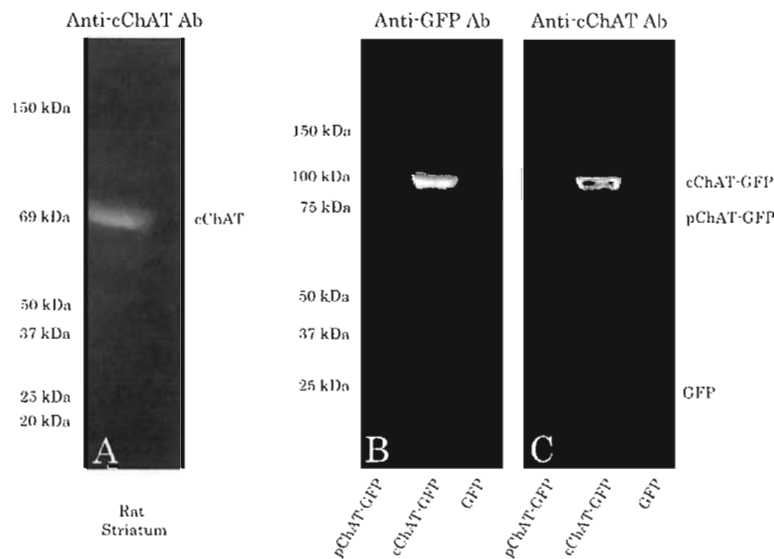 Anti-cChAT Ab
150 kDa
69 kDa
50 kDa
37 kDa
25 kDa
20 kDa
cChAT
A
Rat
Striatum
Anti-GFP Ab
Anti-cChAT Ab
150 kDa
100 kDa
75 kDa
50 kDa
37 kDa
25 kDa
cChAT-GFP
pChAT-GFP
GFP
B
C
pChAT-GFP
cChAT-GFP
GFP
pChAT-GFP
cChAT-GFP
GFP